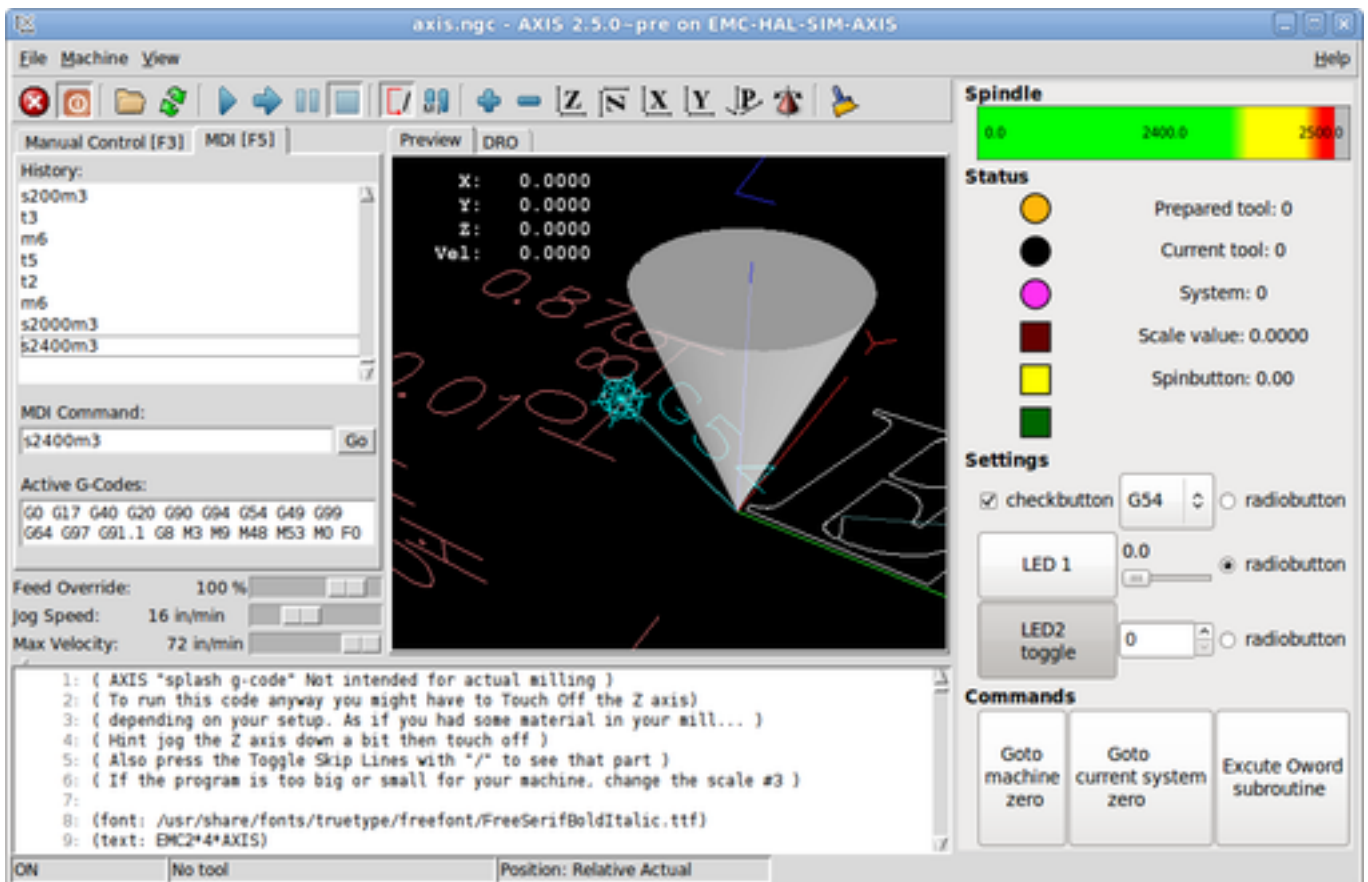 axis.ngc - AXIS 2.5.0~pre on EMC-HAL-SIM-AXIS
File Machine View Help
Z N X Y P
Manual Control [F3] MDI [F5]
History:
s200m3
t3
m6
t5
t2
m6
s2000m3
s2400m3
MDI Command:
s2400m3 Go
Active G-Codes:
G0 G17 G40 G20 G90 G94 G54 G49 G99
G64 G97 G91.1 G8 M3 M9 M48 M53 M0 F0
Feed Override: 100 %
Jog Speed: 16 in/min
Max Velocity: 72 in/min
Preview DRO
X: 0.0000
Y: 0.0000
Z: 0.0000
Vel: 0.0000
Y
Spindle
0.0 2400.0 2500.0
Status
Prepared tool: 0
Current tool: 0
System: 0
Scale value: 0.0000
Spinbutton: 0.00
Settings
checkbutton G54 radiobutton
LED 1 0.0 radiobutton
LED2
toggle 0 radiobutton
Commands
Goto
machine
zero
Goto
current system
zero
Excute Oword
subroutine
1: ( AXIS "splash g-code" Not intended for actual milling )
2: ( To run this code anyway you might have to Touch Off the Z axis)
3: ( depending on your setup. As if you had some material in your mill... )
4: ( Hint jog the Z axis down a bit then touch off )
5: ( Also press the Toggle Skip Lines with "/" to see that part )
6: ( If the program is too big or small for your machine, change the scale #3 )
7:
8: (font: /usr/share/fonts/truetype/freefont/FreeSerifBoldItalic.ttf)
9: (text: EMC2*4*AXIS)
ON No tool Position: Relative Actual